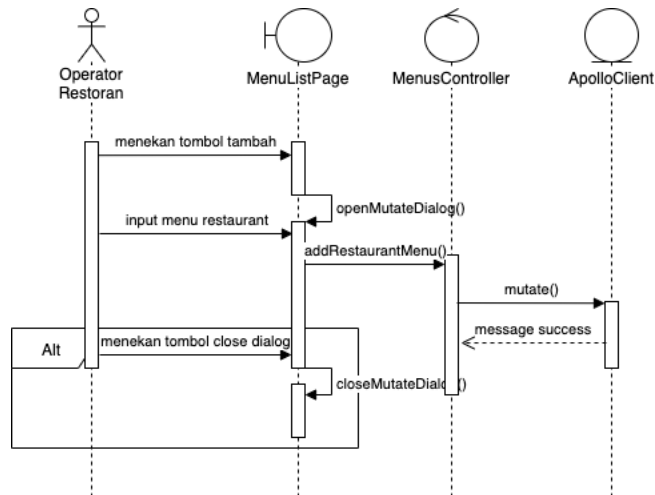 Operator
Restoran
MenuListPage
MenusController
ApolloClient
menekan tombol tambah
openMutateDialog()
input menu restaurant
addRestaurantMenu()
mutate()
message success
Alt
menekan tombol close dialog
closeMutateDialog()